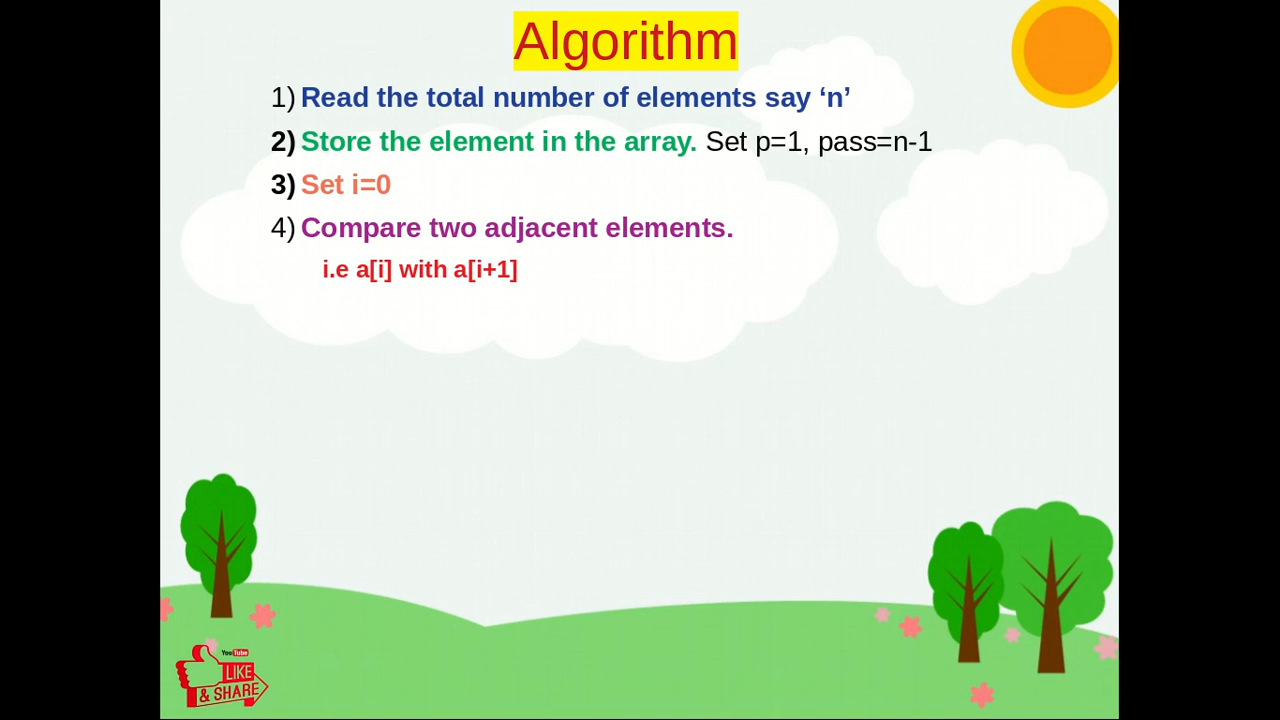 Algorithm
1) Read the total number of elements say ‘n’
2) Store the element in the array. Set p=1, pass=n-1
3) Set i=0
4) Compare two adjacent elements.
i.e a[i] with a[i+1]
YouTube
LIKE
& SHARE